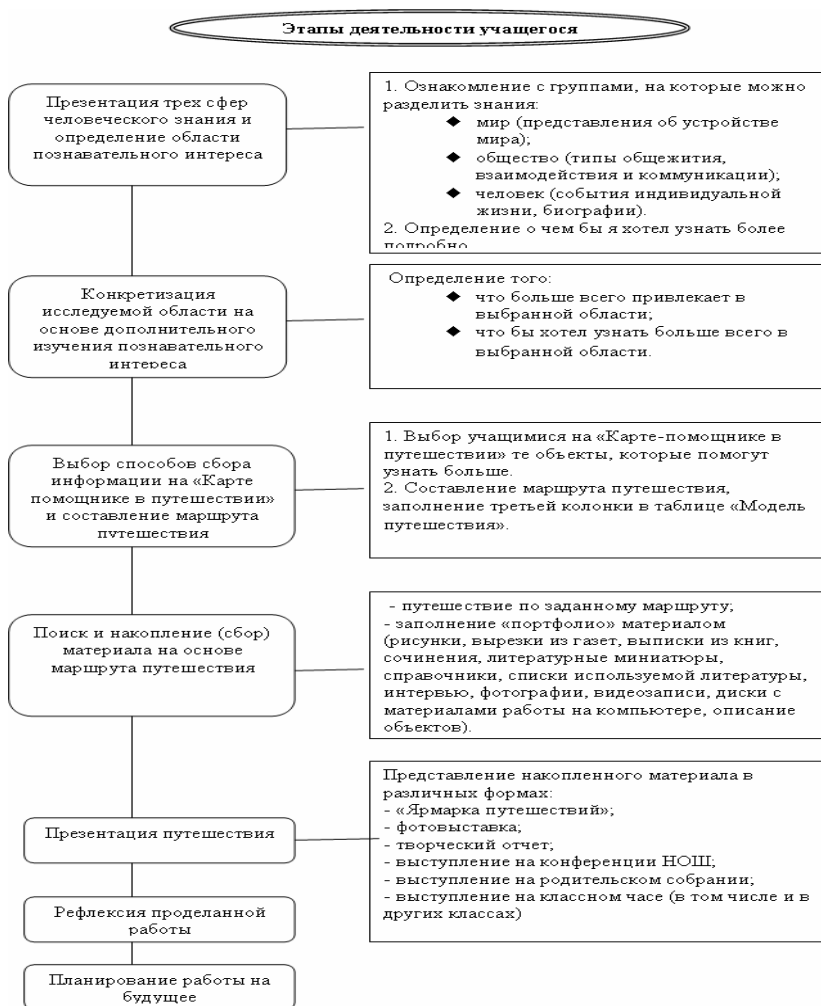 Этапы деятельности учащегося
Презентация трех сфер
человеческого знания и
определение области
познавательного интереса
1. Ознакомление с группами, на которые можно
разделить знания:
◆ мир (представления об устройстве
мира);
◆ общество (типы общежития,
взаимодействия и коммуникации);
◆ человек (события индивидуальной
жизни, биографии).
2. Определение о чем бы я хотел узнать более
подробно
Конкретизация
исследуемой области на
основе дополнительного
изучения познавательного
интереса
Определение того:
◆ что больше всего привлекает в
выбранной области;
◆ что бы хотел узнать больше всего в
выбранной области.
Выбор способов сбора
информации на «Карте
помощнике в путешествии»
и составление маршрута
путешествия
1. Выбор учащимися на «Карте-помощнике в
путешествии» те объекты, которые помогут
узнать больше.
2. Составление маршрута путешествия,
заполнение третьей колонки в таблице «Модель
путешествия».
Поиск и накопление (сбор)
материала на основе
маршрута путешествия
- путешествие по заданному маршруту;
- заполнение «портфолио» материалом
(рисунки, вырезки из газет, выписки из книг,
сочинения, литературные миниатюры,
справочники, списки используемой литературы,
интервью, фотографии, видеозаписи, диски с
материалами работы на компьютере, описание
объектов).
Презентация путешествия
Представление накопленного материала в
различных формах:
- «Ярмарка путешествий»;
- фотовыставка;
- творческий отчет;
- выступление на конференции НОШ;
- выступление на родительском собрании;
- выступление на классном часе (в том числе и в
других классах)
Рефлексия проделанной
работы
Планирование работы на
будущее